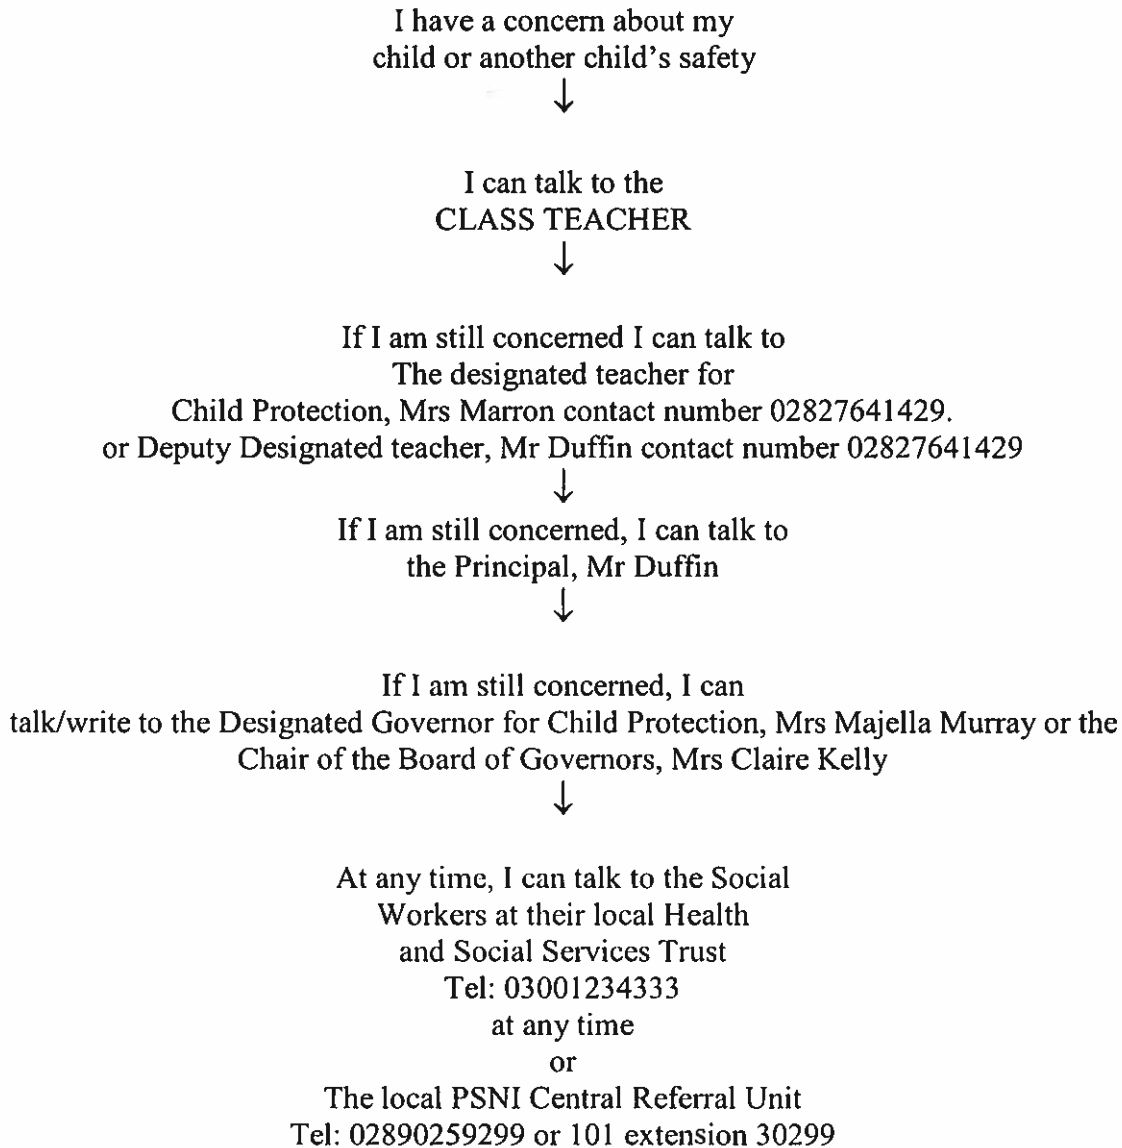 I have a concern about my
child or another child's safety
↓
I can talk to the
CLASS TEACHER
↓
If I am still concerned I can talk to
The designated teacher for
Child Protection, Mrs Marron contact number 02827641429.
or Deputy Designated teacher, Mr Duffin contact number 02827641429
↓
If I am still concerned, I can talk to
the Principal, Mr Duffin
↓
If I am still concerned, I can
talk/write to the Designated Governor for Child Protection, Mrs Majella Murray or the
Chair of the Board of Governors, Mrs Claire Kelly
↓
At any time, I can talk to the Social
Workers at their local Health
and Social Services Trust
Tel: 03001234333
at any time
or
The local PSNI Central Referral Unit
Tel: 02890259299 or 101 extension 30299